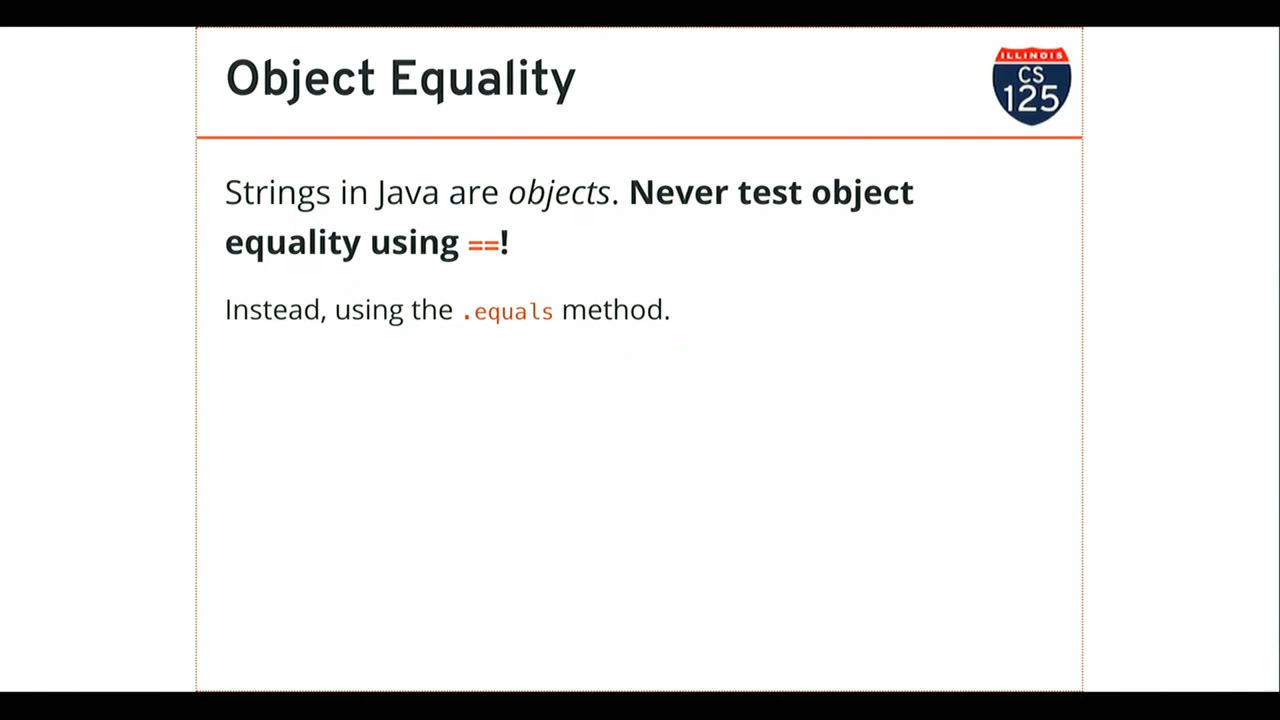 Object Equality
ILLINOIS
CS
125
Strings in Java are objects. Never test object
equality using ==!
Instead, using the .equals method.